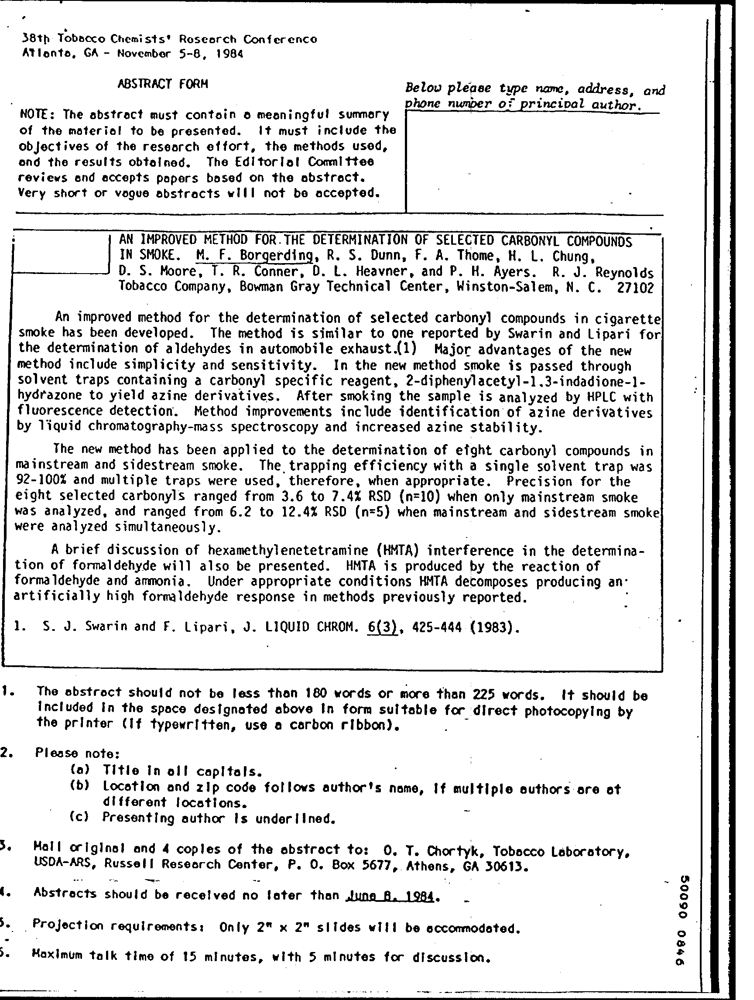 38th Tobacco Chemists' Research Conference
Atlanta, GA - November 5-8, 1984
ABSTRACT FORM
Below please type name, address, and
phone number of principal author.
NOTE: The abstract must contain a meaningful summary
of the material to be presented. It must include the
objectives of the research effort, the methods used,
and the results obtained. The Editorial Committee
reviews and accepts papers based on the abstract.
Very short or vague abstracts will not be accepted.
AN IMPROVED METHOD FOR THE DETERMINATION OF SELECTED CARBONYL COMPOUNDS
IN SMOKE. M. F. Borgerding, R. S. Dunn, F. A. Thome, H. L. Chung,
D. S. Moore, T. R. Conner, D. L. Heavner, and P. H. Ayers. R. J. Reynolds
Tobacco Company, Bowman Gray Technical Center, Winston-Salem, N. C. 27102
An improved method for the determination of selected carbonyl compounds in cigarette
smoke has been developed. The method is similar to one reported by Swarin and Lipari for
the determination of aldehydes in automobile exhaust.(1) Major advantages of the new
method include simplicity and sensitivity. In the new method smoke is passed through
solvent traps containing a carbonyl specific reagent, 2-diphenylacetyl-1,3-indadione-1-
hydrazone to yield azine derivatives. After smoking the sample is analyzed by HPLC with
fluorescence detection. Method improvements include identification of azine derivatives
by liquid chromatography-mass spectroscopy and increased azine stability.
The new method has been applied to the determination of eight carbonyl compounds in
mainstream and sidestream smoke. The trapping efficiency with a single solvent trap was
92-100% and multiple traps were used, therefore, when appropriate. Precision for the
eight selected carbonyls ranged from 3.6 to 7.4% RSD (n=10) when only mainstream smoke
was analyzed, and ranged from 6.2 to 12.4% RSD (n=5) when mainstream and sidestream smoke
were analyzed simultaneously.
A brief discussion of hexamethylenetetramine (HMTA) interference in the determina-
tion of formaldehyde will also be presented. HMTA is produced by the reaction of
formaldehyde and ammonia. Under appropriate conditions HMTA decomposes producing an
artificially high formaldehyde response in methods previously reported.
1. S. J. Swarin and F. Lipari, J. LIQUID CHROM. 6(3), 425-444 (1983).
1. The abstract should not be less than 180 words or more than 225 words. It should be
included in the space designated above in form suitable for direct photocopying by
the printer (if typewritten, use a carbon ribbon).
2. Please note:
(a) Title in all capitals.
(b) Location and zip code follows author's name, if multiple authors are at
different locations.
(c) Presenting author is underlined.
3. Mail original and 4 copies of the abstract to: O. T. Chortyk, Tobacco Laboratory,
USDA-ARS, Russell Research Center, P. O. Box 5677, Athens, GA 30613.
4. Abstracts should be received no later than June 8, 1984.
5. Projection requirements: Only 2" x 2" slides will be accommodated.
6. Maximum talk time of 15 minutes, with 5 minutes for discussion.
50090 0846